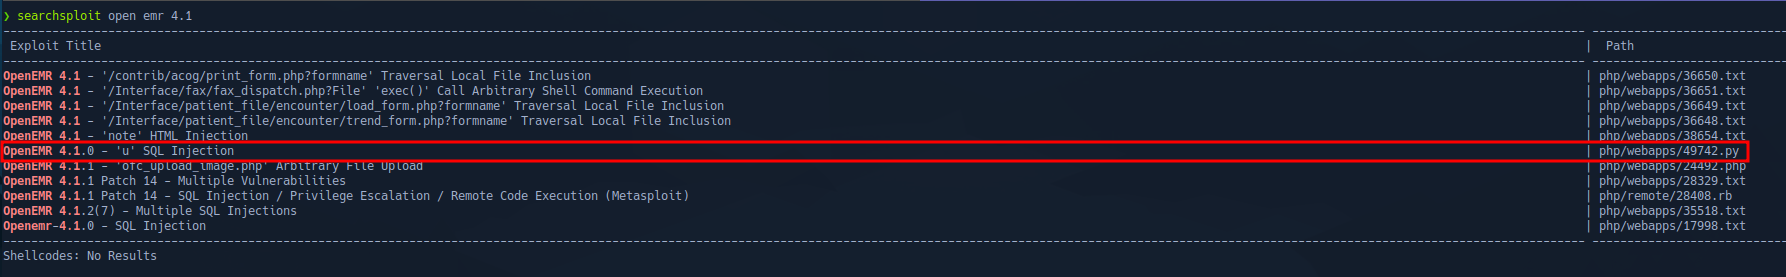 ❯ searchsploit open emr 4.1
Exploit Title | Path
OpenEMR 4.1 - '/contrib/acog/print_form.php?formname' Traversal Local File Inclusion | php/webapps/36650.txt
OpenEMR 4.1 - '/Interface/fax/fax_dispatch.php?File' 'exec()' Call Arbitrary Shell Command Execution | php/webapps/36651.txt
OpenEMR 4.1 - '/Interface/patient_file/encounter/load_form.php?formname' Traversal Local File Inclusion | php/webapps/36649.txt
OpenEMR 4.1 - '/Interface/patient_file/encounter/trend_form.php?formname' Traversal Local File Inclusion | php/webapps/36648.txt
OpenEMR 4.1 - 'note' HTML Injection | php/webapps/38654.txt
OpenEMR 4.1.0 - 'u' SQL Injection | php/webapps/49742.py
OpenEMR 4.1.1 - 'ofc_upload_image.php' Arbitrary File Upload | php/webapps/24492.php
OpenEMR 4.1.1 Patch 14 - Multiple Vulnerabilities | php/webapps/28329.txt
OpenEMR 4.1.1 Patch 14 - SQL Injection / Privilege Escalation / Remote Code Execution (Metasploit) | php/remote/28408.rb
OpenEMR 4.1.2(7) - Multiple SQL Injections | php/webapps/35518.txt
Openemr-4.1.0 - SQL Injection | php/webapps/17998.txt
Shellcodes: No Results